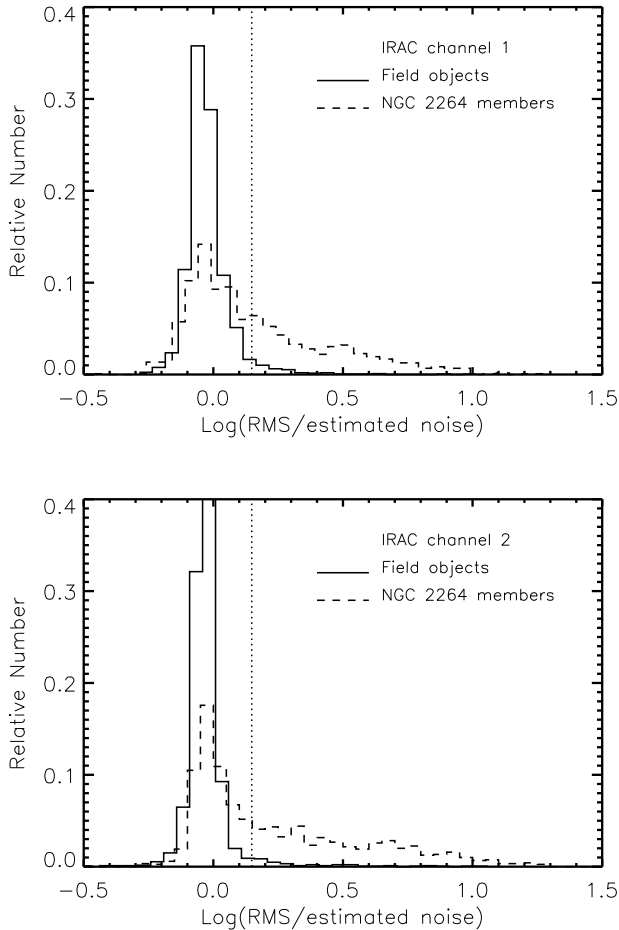 0.4
IRAC channel 1
Field objects
NGC 2264 members
0.3
0.2
0.1
0.0
Relative Number
−0.5 0.0 0.5 1.0 1.5
Log(RMS/estimated noise)
0.4
IRAC channel 2
Field objects
NGC 2264 members
0.3
0.2
0.1
0.0
Relative Number
−0.5 0.0 0.5 1.0 1.5
Log(RMS/estimated noise)